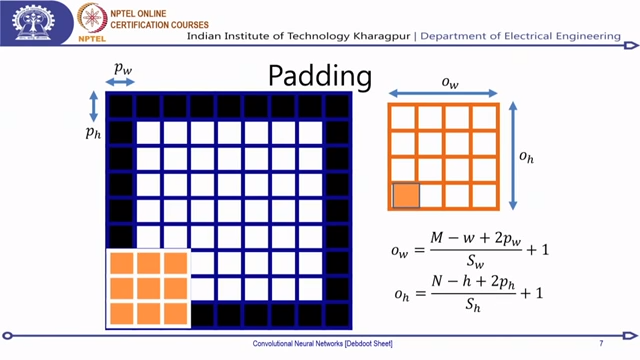 NPTEL ONLINE
CERTIFICATION COURSES
NPTEL
Indian Institute of Technology Kharagpur | Department of Electrical Engineering
Padding
p_w
p_h
o_w
o_h
o_w = \frac{M - w + 2p_w}{S_w} + 1
o_h = \frac{N - h + 2p_h}{S_h} + 1
Convolutional Neural Networks [Debdoot Sheet]
7